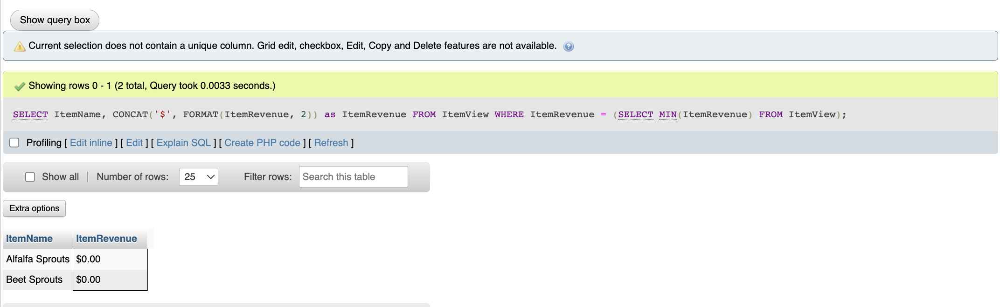 Show query box
Current selection does not contain a unique column. Grid edit, checkbox, Edit, Copy and Delete features are not available.
Showing rows 0 - 1 (2 total, Query took 0.0033 seconds.)
SELECT ItemName, CONCAT('$', FORMAT(ItemRevenue, 2)) as ItemRevenue FROM ItemView WHERE ItemRevenue = (SELECT MIN(ItemRevenue) FROM ItemView);
Profiling [ Edit inline ] [ Edit ] [ Explain SQL ] [ Create PHP code ] [ Refresh ]
Show all | Number of rows: 25 Filter rows: Search this table
Extra options
ItemName ItemRevenue
Alfalfa Sprouts $0.00
Beet Sprouts $0.00